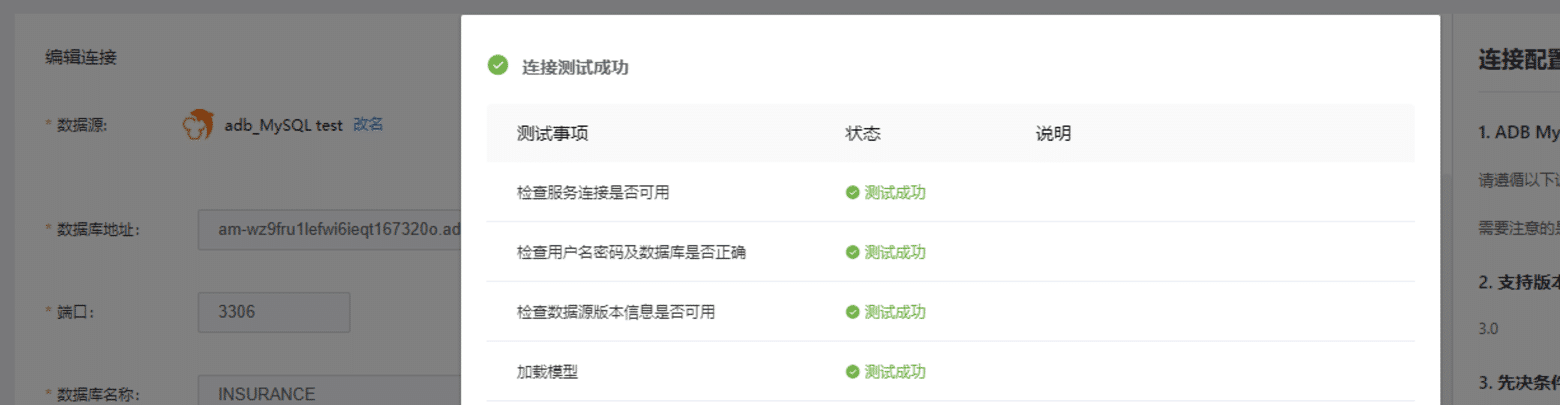 编辑连接
* 数据源: adb_MySQL test 改名
* 数据库地址: am-wz9fru1lefwi6ieqt167320o.ad
* 端口: 3306
* 数据库名称: INSURANCE
连接测试成功
测试事项 状态 说明
检查服务连接是否可用 测试成功
检查用户名密码及数据库是否正确 测试成功
检查数据源版本信息是否可用 测试成功
加载模型 测试成功
连接配置
1. ADB My
请遵循以下
需要注意的是
2. 支持版本
3.0
3. 先决条件